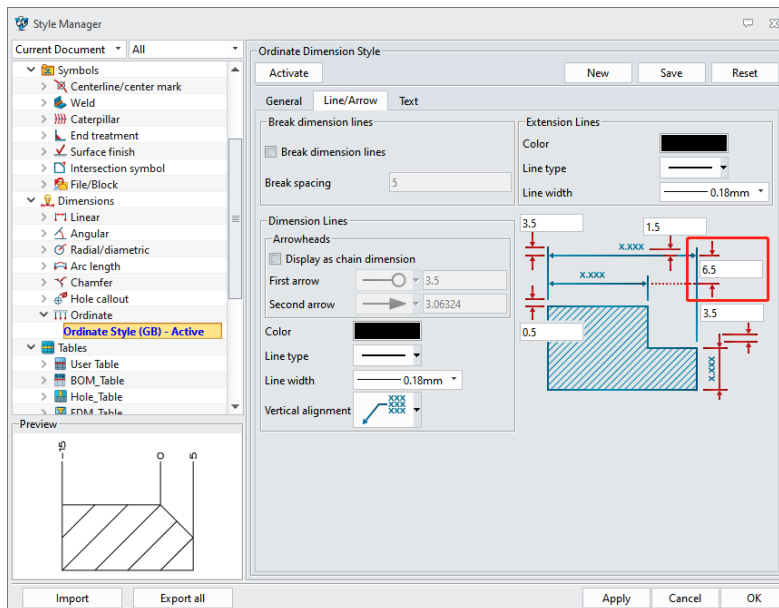 Style Manager
Current Document
All
Symbols
Centerline/center mark
Weld
Caterpillar
End treatment
Surface finish
Intersection symbol
File/Block
Dimensions
Linear
Angular
Radial/diametric
Arc length
Chamfer
Hole callout
Ordinate
Ordinate Style (GB) - Active
Tables
User Table
BOM_Table
Hole_Table
EDM_Table
Preview
-15
0
5
Ordinate Dimension Style
Activate
New
Save
Reset
General
Line/Arrow
Text
Break dimension lines
Break dimension lines
Break spacing
5
Extension Lines
Color
Line type
Line width
0.18mm
Dimension Lines
Arrowheads
Display as chain dimension
First arrow
3.5
Second arrow
3.06324
Color
Line type
Line width
0.18mm
Vertical alignment
XXX
XXX
XXX
3.5
1.5
x.xxx
6.5
x.xxx
3.5
0.5
x.xxx
Import
Export all
Apply
Cancel
OK